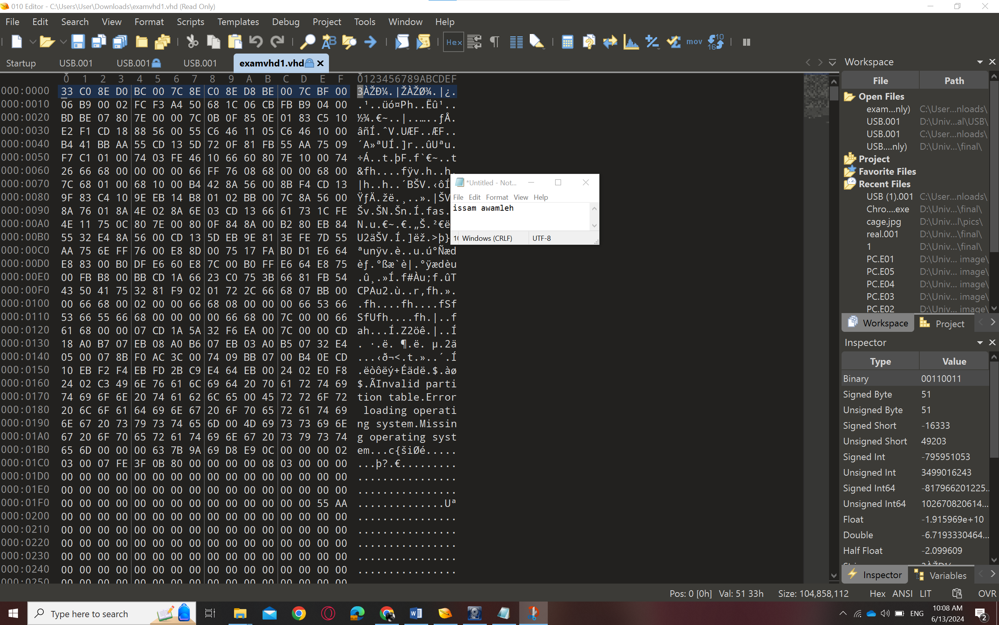 010 Editor - C:\Users\User\Downloads\examvhd1.vhd (Read Only)
File Edit Search View Format Scripts Templates Debug Project Tools Window Help
Hex mov
Startup USB.001 USB.001 USB.001 examvhd1.vhd
0 1 2 3 4 5 6 7 8 9 A B C D E F 0123456789ABCDEF
000:0000 33 C0 8E D0 BC 00 7C 8E C0 8E D8 BE 00 7C BF 00 3ÀŽÐ¼.|ŽÀŽØ¾.|¿.
000:0010 06 B9 00 02 FC F3 A4 50 68 1C 06 CB FB B9 04 00 .¹..üó¤Ph..Ëû¹..
000:0020 BD BE 07 80 7E 00 00 7C 0B 0F 85 0E 01 83 C5 10 ½¾.€~..|..…..ƒÅ.
000:0030 E2 F1 CD 18 88 56 00 55 C6 46 11 05 C6 46 10 00 âñÍ.ˆV.UÆF..ÆF..
000:0040 B4 41 BB AA 55 CD 13 5D 72 0F 81 FB 55 AA 75 09 ´A»ªUÍ.]r..ûUªu.
000:0050 F7 C1 01 00 74 03 FE 46 10 66 60 80 7E 10 00 74 ÷Á..t.þF.f`€~..t
000:0060 26 66 68 00 00 00 00 66 FF 76 08 68 00 00 68 00 &fh....fÿv.h..h.
000:0070 7C 68 01 00 68 10 00 B4 42 8A 56 00 8B F4 CD 13 |h..h..´BŠV.‹ôÍ
000:0080 9F 83 C4 10 9E EB 14 B8 01 02 BB 00 7C 8A 56 00 ŸƒÄ.žë.¸..».|ŠV
000:0090 8A 76 01 8A 4E 02 8A 6E 03 CD 13 66 61 73 1C FE Šv.ŠN.Šn.Í.fas.
000:00A0 4E 11 75 0C 80 7E 00 80 0F 84 8A 00 B2 80 EB 84 N.u.€~.€.„Š.²€ë
000:00B0 55 32 E4 8A 56 00 CD 13 5D EB 9E 81 3E FE 7D 55 U2äŠV.Í.]ëž.>þ}
000:00C0 AA 75 6E FF 76 00 E8 8D 00 75 17 FA B0 D1 E6 64 ªunÿv.è..u.ú°Ñæd
000:00D0 E8 83 00 B0 DF E6 60 E8 7C 00 B0 FF E6 64 E8 75 èƒ.°ßæ`è|.°ÿædèu
000:00E0 00 FB B8 00 BB CD 1A 66 23 C0 75 3B 66 81 FB 54 .û¸.»Í.f#Àu;f.ûT
000:00F0 43 50 41 75 32 81 F9 02 01 72 2C 66 68 07 BB 00 CPAu2.ù..r,fh.».
000:0100 00 66 68 00 02 00 00 66 68 08 00 00 00 66 53 66 .fh....fh....fSf
000:0110 53 66 55 66 68 00 00 00 00 66 68 00 7C 00 00 66 SfUfh....fh.|..f
000:0120 61 68 00 00 07 CD 1A 5A 32 F6 EA 00 7C 00 00 CD ah...Í.Z2öê.|..Í
000:0130 18 A0 B7 07 EB 08 A0 B6 07 EB 03 A0 B5 07 32 E4 . ·.ë. ¶.ë. µ.2ä
000:0140 05 00 07 8B F0 AC 3C 00 74 09 BB 07 00 B4 0E CD ...‹ð¬<.t.»..´.Í
000:0150 10 EB F2 F4 EB FD 2B C9 E4 64 EB 00 24 02 E0 F8 .ëòôëý+Éädë.$.àø
000:0160 24 02 C3 49 6E 76 61 6C 69 64 20 70 61 72 74 69 $.ÃInvalid parti
000:0170 74 69 6F 6E 20 74 61 62 6C 65 00 45 72 72 6F 72 tion table.Error
000:0180 20 6C 6F 61 64 69 6E 67 20 6F 70 65 72 61 74 69 loading operati
000:0190 6E 67 20 73 79 73 74 65 6D 00 4D 69 73 73 69 6E ng system.Missin
000:01A0 67 20 6F 70 65 72 61 74 69 6E 67 20 73 79 73 74 g operating syst
000:01B0 65 6D 00 00 00 63 7B 9A 69 D8 E9 0C 00 00 00 02 em...c{šiØé.....
000:01C0 03 00 07 FE 3F 0B 80 00 00 00 00 08 03 00 00 00 ...þ?.€.........
000:01D0 00 00 00 00 00 00 00 00 00 00 00 00 00 00 00 00 ................
000:01E0 00 00 00 00 00 00 00 00 00 00 00 00 00 00 00 00 ................
000:01F0 00 00 00 00 00 00 00 00 00 00 00 00 00 00 55 AA ..............Uª
000:0200 00 00 00 00 00 00 00 00 00 00 00 00 00 00 00 00 ................
000:0210 00 00 00 00 00 00 00 00 00 00 00 00 00 00 00 00 ................
000:0220 00 00 00 00 00 00 00 00 00 00 00 00 00 00 00 00 ................
000:0230 00 00 00 00 00 00 00 00 00 00 00 00 00 00 00 00 ................
000:0240 00 00 00 00 00 00 00 00 00 00 00 00 00 00 00 00 ................
000:0250 00 00 00 00 00 00 00 00 00 00 00 00 00 00 00 00
*Untitled - Not...
File Edit Format View Help
issam awamleh
Windows (CRLF) UTF-8
Workspace
File Path
Open Files
exam...nly) C:\User...nloads\
USB.001 D:\Univ...al\USB\
USB.001 C:\User...nloads\
USB....nly) D:\Univ...\final\
Project
Favorite Files
Recent Files
USB (1).001 C:\User...nloads\
Chro....exe D:\Univ...\final\
cage.jpg D:\Univ...l\pics\
real.001 D:\Univ...\final\
1 D:\Univ...\final\
PC.E01 D:\Univ... image\
PC.E05 D:\Univ... image\
PC.E04 D:\Univ... image\
PC.E03 D:\Univ... image\
PC.E02 D:\Univ... image\
Workspace Project
Inspector
Type Value
Binary 00110011
Signed Byte 51
Unsigned Byte 51
Signed Short -16333
Unsigned Short 49203
Signed Int -795951053
Unsigned Int 3499016243
Signed Int64 -817966201225...
Unsigned Int64 102670820614...
Float -1.915969e+10
Double -6.7193330464...
Half Float -2.099609
Inspector Variables
Pos: 0 [0h] Val: 51 33h Size: 104,858,112 Hex ANSI LIT OVR
Type here to search
ENG
10:08 AM
6/13/2024
2